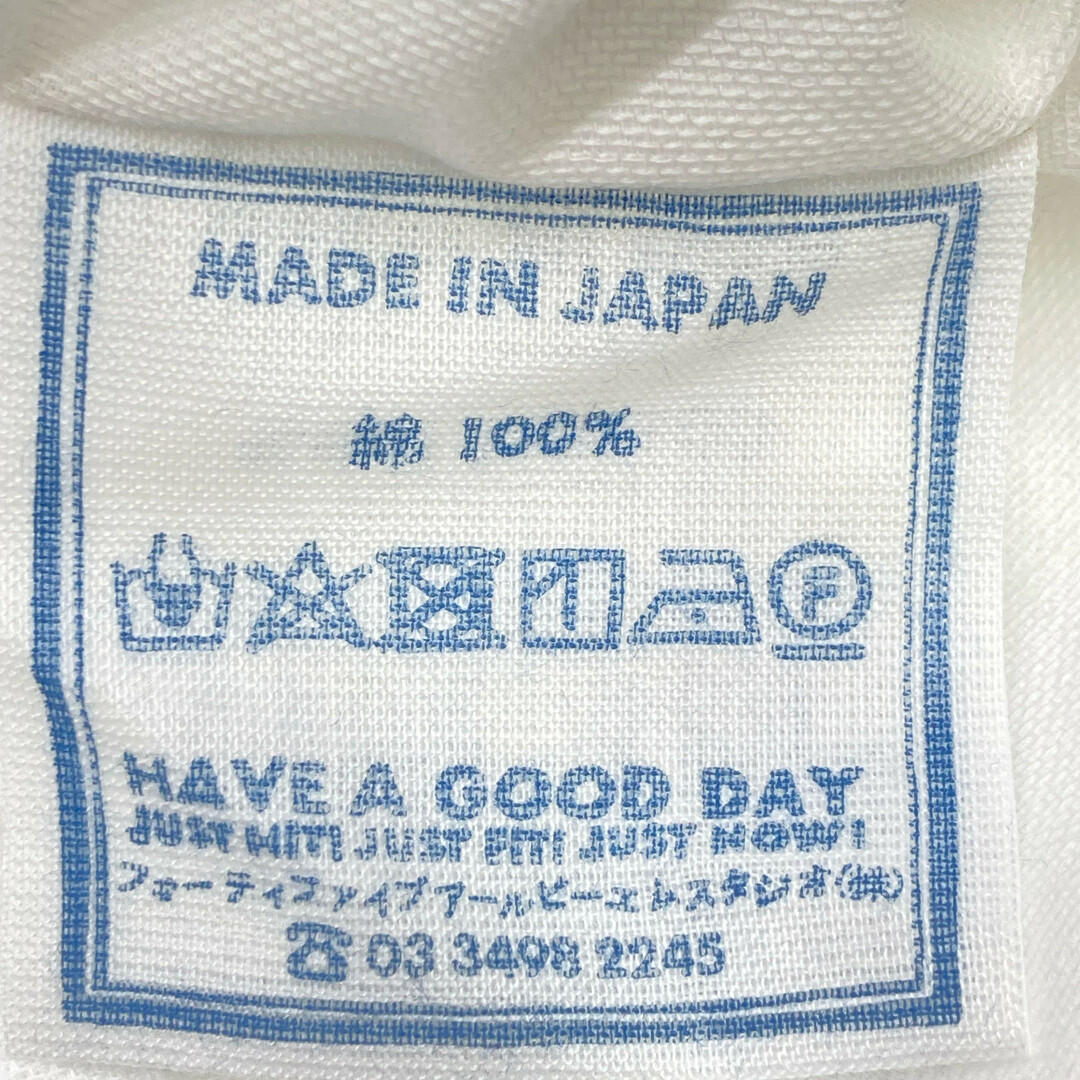 MADE IN JAPAN
綿 100%
F
HAVE A GOOD DAY
JUST HIT! JUST FIT! JUST NOW!
フォーティファイブアールピーエムスタジオ(株)
☎ 03 3498 2245